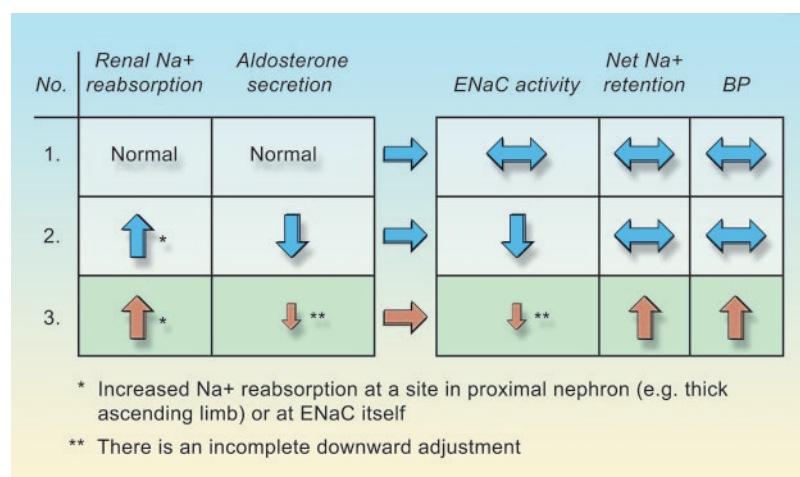 No. Renal Na+ reabsorption Aldosterone secretion ENaC activity Net Na+ retention BP
1. Normal Normal
2. *
3. * ** **
* Increased Na+ reabsorption at a site in proximal nephron (e.g. thick
ascending limb) or at ENaC itself
** There is an incomplete downward adjustment